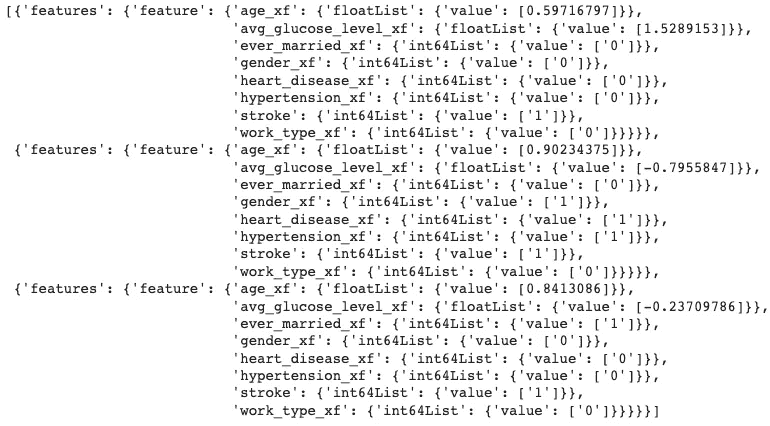 [{'features': {'feature': {'age_xf': {'floatList': {'value': [0.59716797]}},
'avg_glucose_level_xf': {'floatList': {'value': [1.5289153]}},
'ever_married_xf': {'int64List': {'value': ['0']}},
'gender_xf': {'int64List': {'value': ['0']}},
'heart_disease_xf': {'int64List': {'value': ['0']}},
'hypertension_xf': {'int64List': {'value': ['0']}},
'stroke': {'int64List': {'value': ['1']}},
'work_type_xf': {'int64List': {'value': ['0']}}}}},
{'features': {'feature': {'age_xf': {'floatList': {'value': [0.90234375]}},
'avg_glucose_level_xf': {'floatList': {'value': [-0.7955847]}},
'ever_married_xf': {'int64List': {'value': ['0']}},
'gender_xf': {'int64List': {'value': ['1']}},
'heart_disease_xf': {'int64List': {'value': ['1']}},
'hypertension_xf': {'int64List': {'value': ['1']}},
'stroke': {'int64List': {'value': ['1']}},
'work_type_xf': {'int64List': {'value': ['0']}}}}},
{'features': {'feature': {'age_xf': {'floatList': {'value': [0.8413086]}},
'avg_glucose_level_xf': {'floatList': {'value': [-0.23709786]}},
'ever_married_xf': {'int64List': {'value': ['1']}},
'gender_xf': {'int64List': {'value': ['0']}},
'heart_disease_xf': {'int64List': {'value': ['0']}},
'hypertension_xf': {'int64List': {'value': ['0']}},
'stroke': {'int64List': {'value': ['1']}},
'work_type_xf': {'int64List': {'value': ['0']}}}}}]